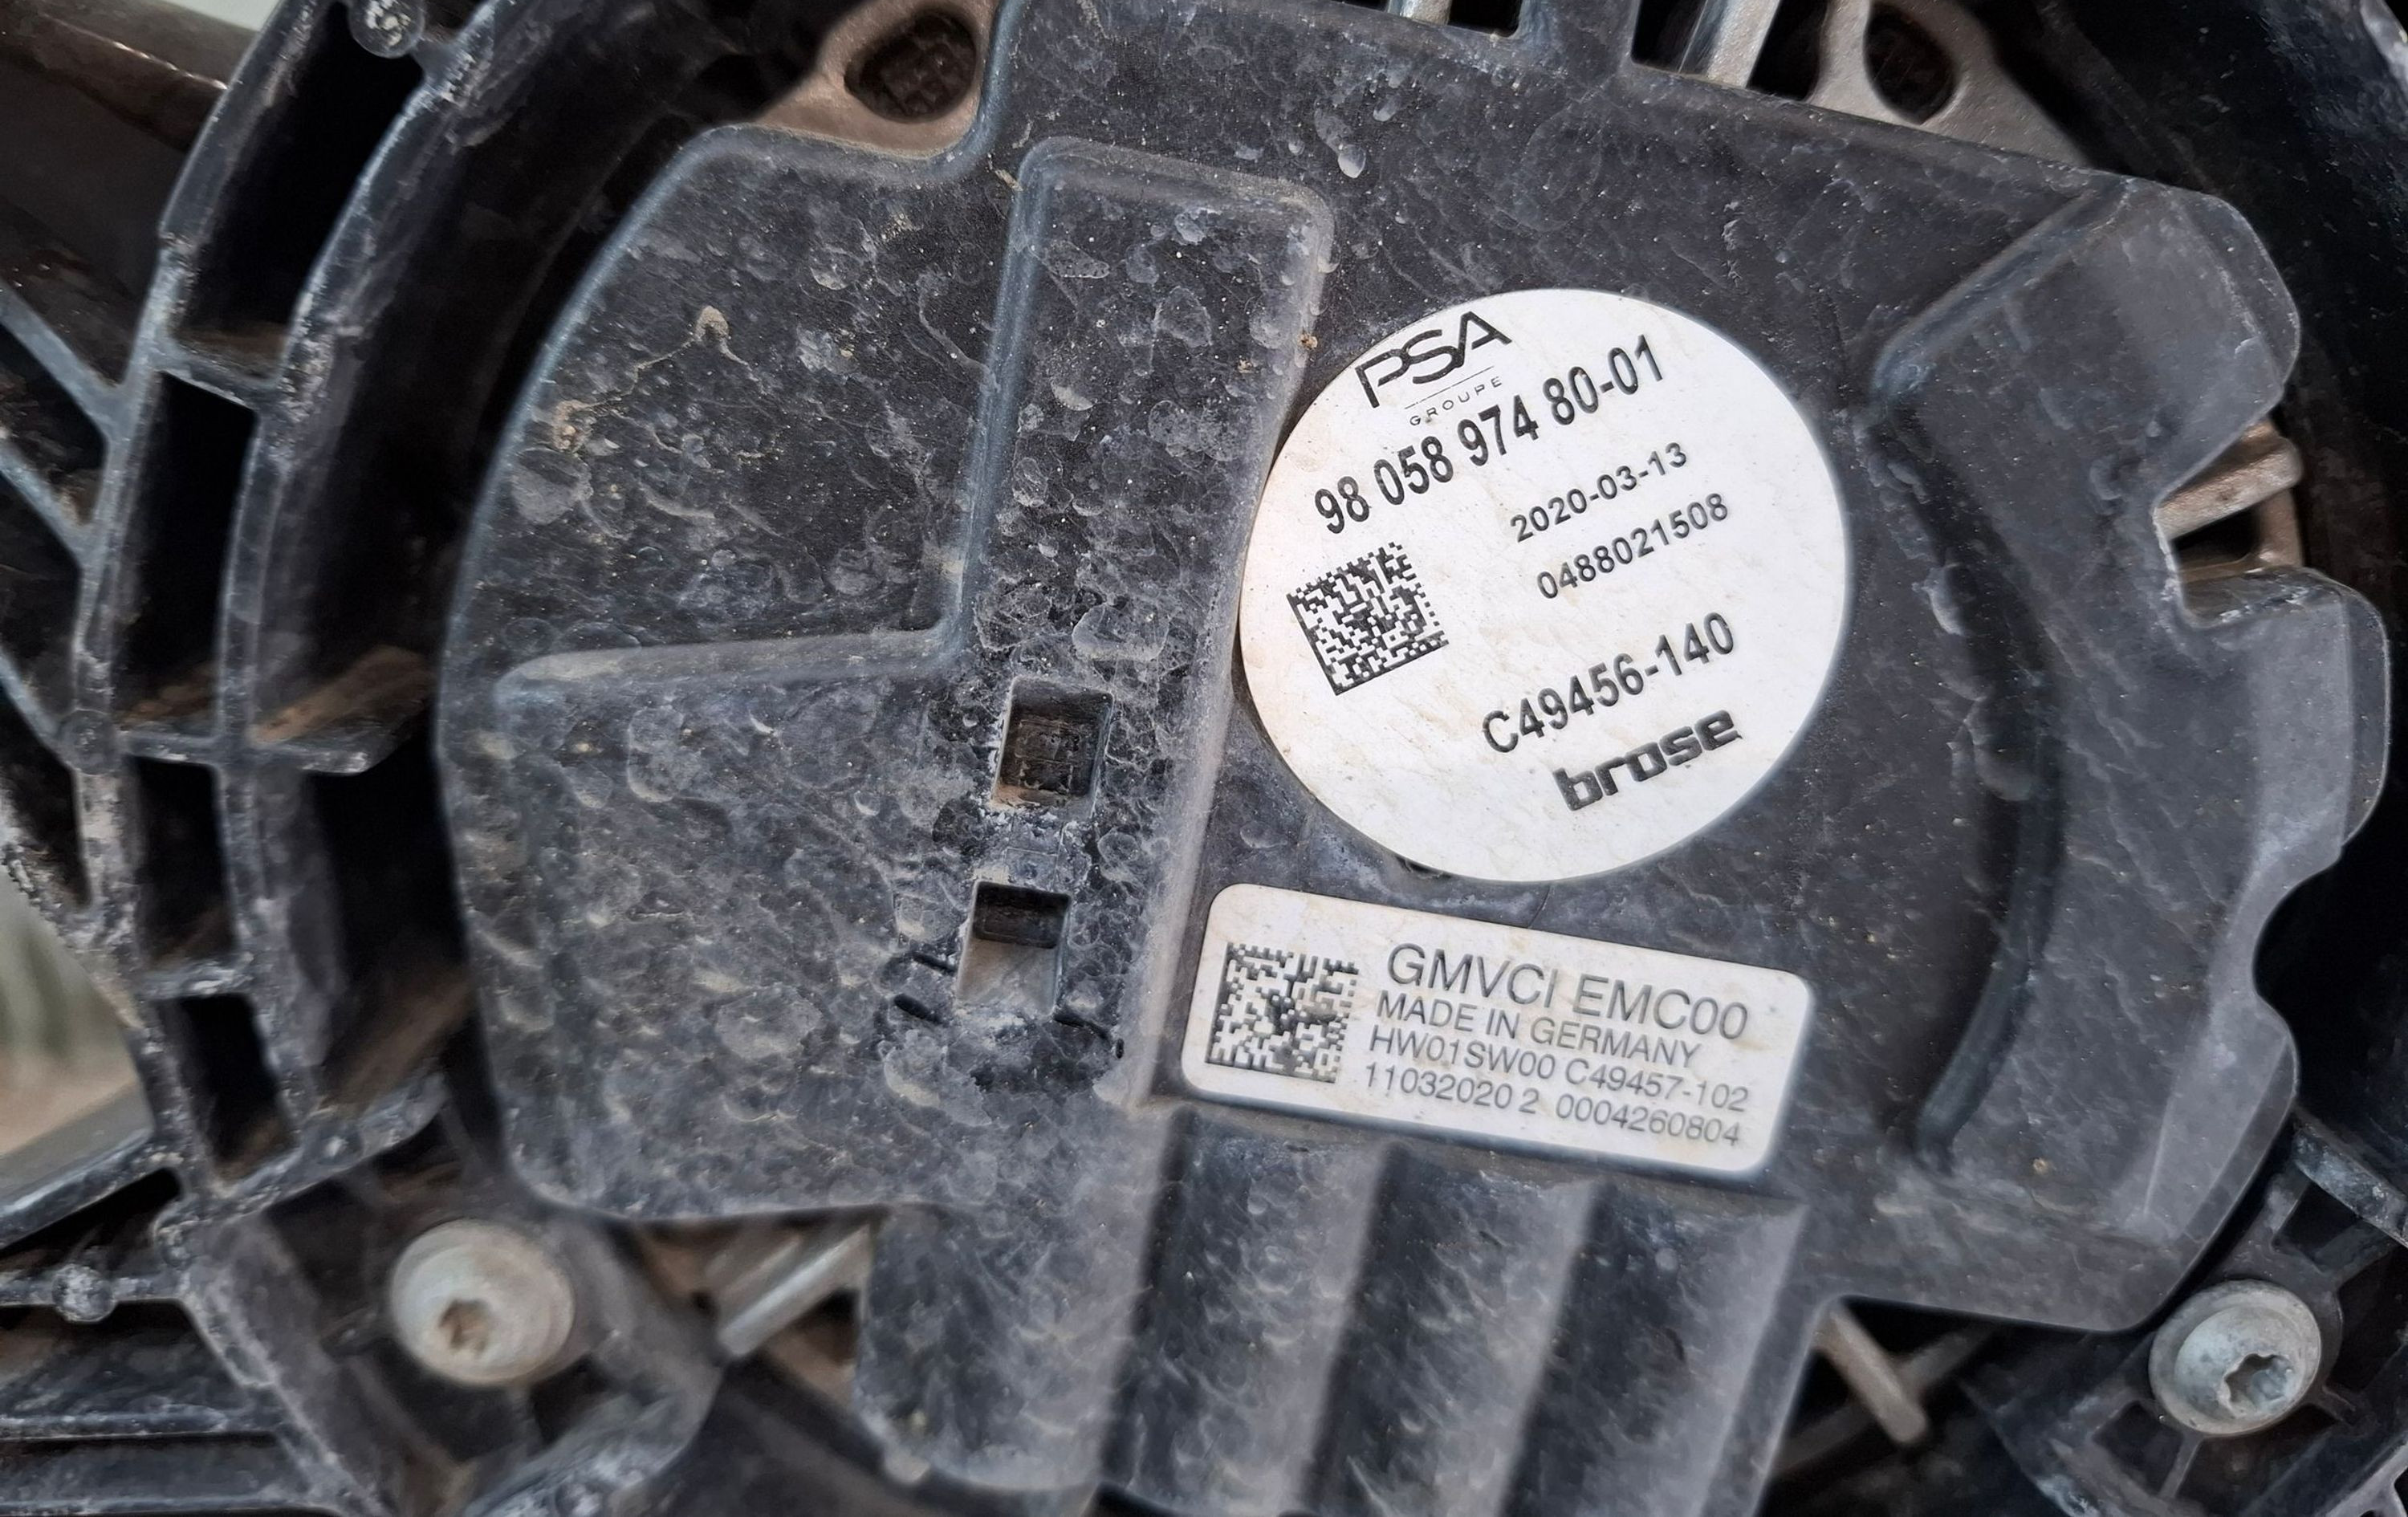 PSA
GROUPE
98 058 974 80-01
2020-03-13
0488021508
C49456-140
brose
GMVCI EMC00
MADE IN GERMANY
HW01SW00 C49457-102
11032020 2 0004260804